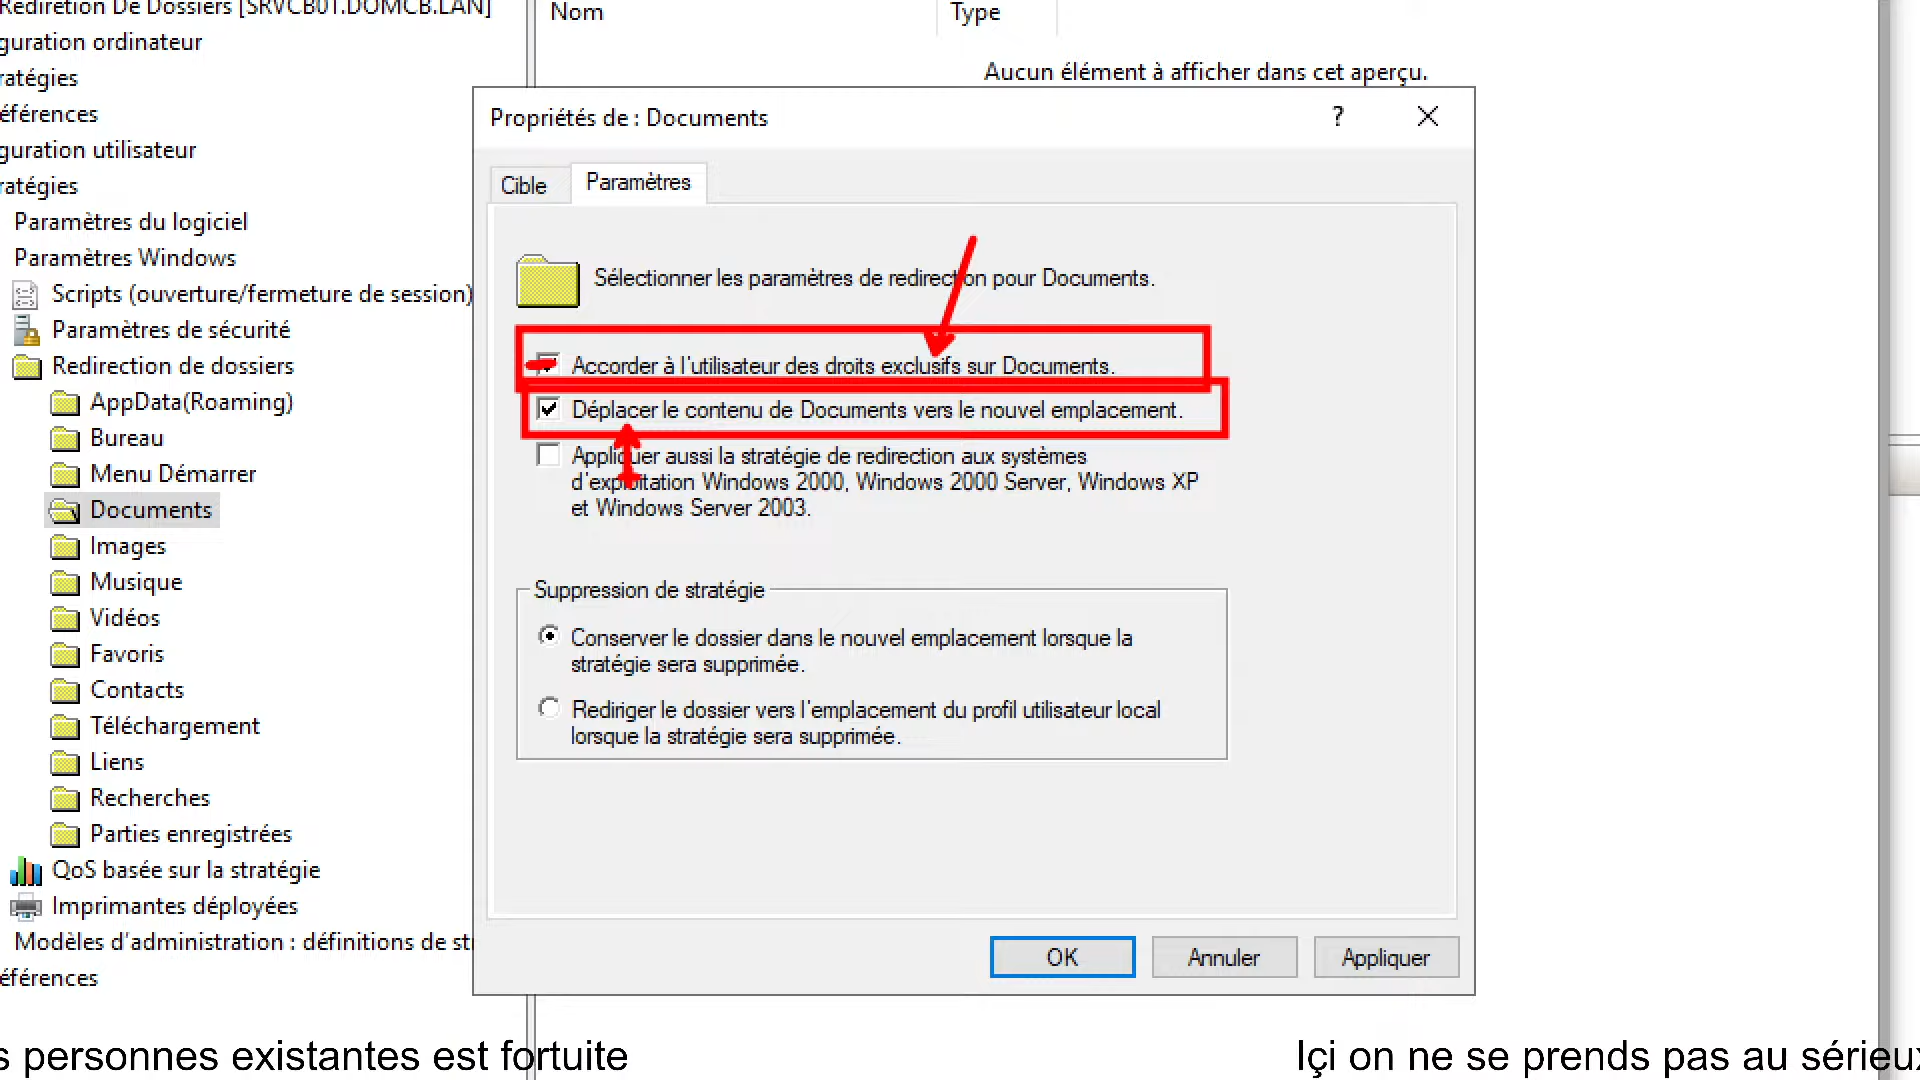 Rediretion De Dossiers [SRVCB01.DOMCB.LAN]
guration ordinateur
ratégies
éférences
guration utilisateur
ratégies
Paramètres du logiciel
Paramètres Windows
Scripts (ouverture/fermeture de session)
Paramètres de sécurité
Redirection de dossiers
AppData(Roaming)
Bureau
Menu Démarrer
Documents
Images
Musique
Vidéos
Favoris
Contacts
Téléchargement
Liens
Recherches
Parties enregistrées
QoS basée sur la stratégie
Imprimantes déployées
Modèles d'administration : définitions de st
éférences
Nom
Type
Aucun élément à afficher dans cet aperçu.
Propriétés de : Documents
?
Cible
Paramètres
Sélectionner les paramètres de redirection pour Documents.
Accorder à l'utilisateur des droits exclusifs sur Documents.
Déplacer le contenu de Documents vers le nouvel emplacement.
Appliquer aussi la stratégie de redirection aux systèmes
d'exploitation Windows 2000, Windows 2000 Server, Windows XP
et Windows Server 2003.
Suppression de stratégie
Conserver le dossier dans le nouvel emplacement lorsque la
stratégie sera supprimée.
Rediriger le dossier vers l'emplacement du profil utilisateur local
lorsque la stratégie sera supprimée.
OK
Annuler
Appliquer
s personnes existantes est fortuite
Içi on ne se prends pas au sérieux